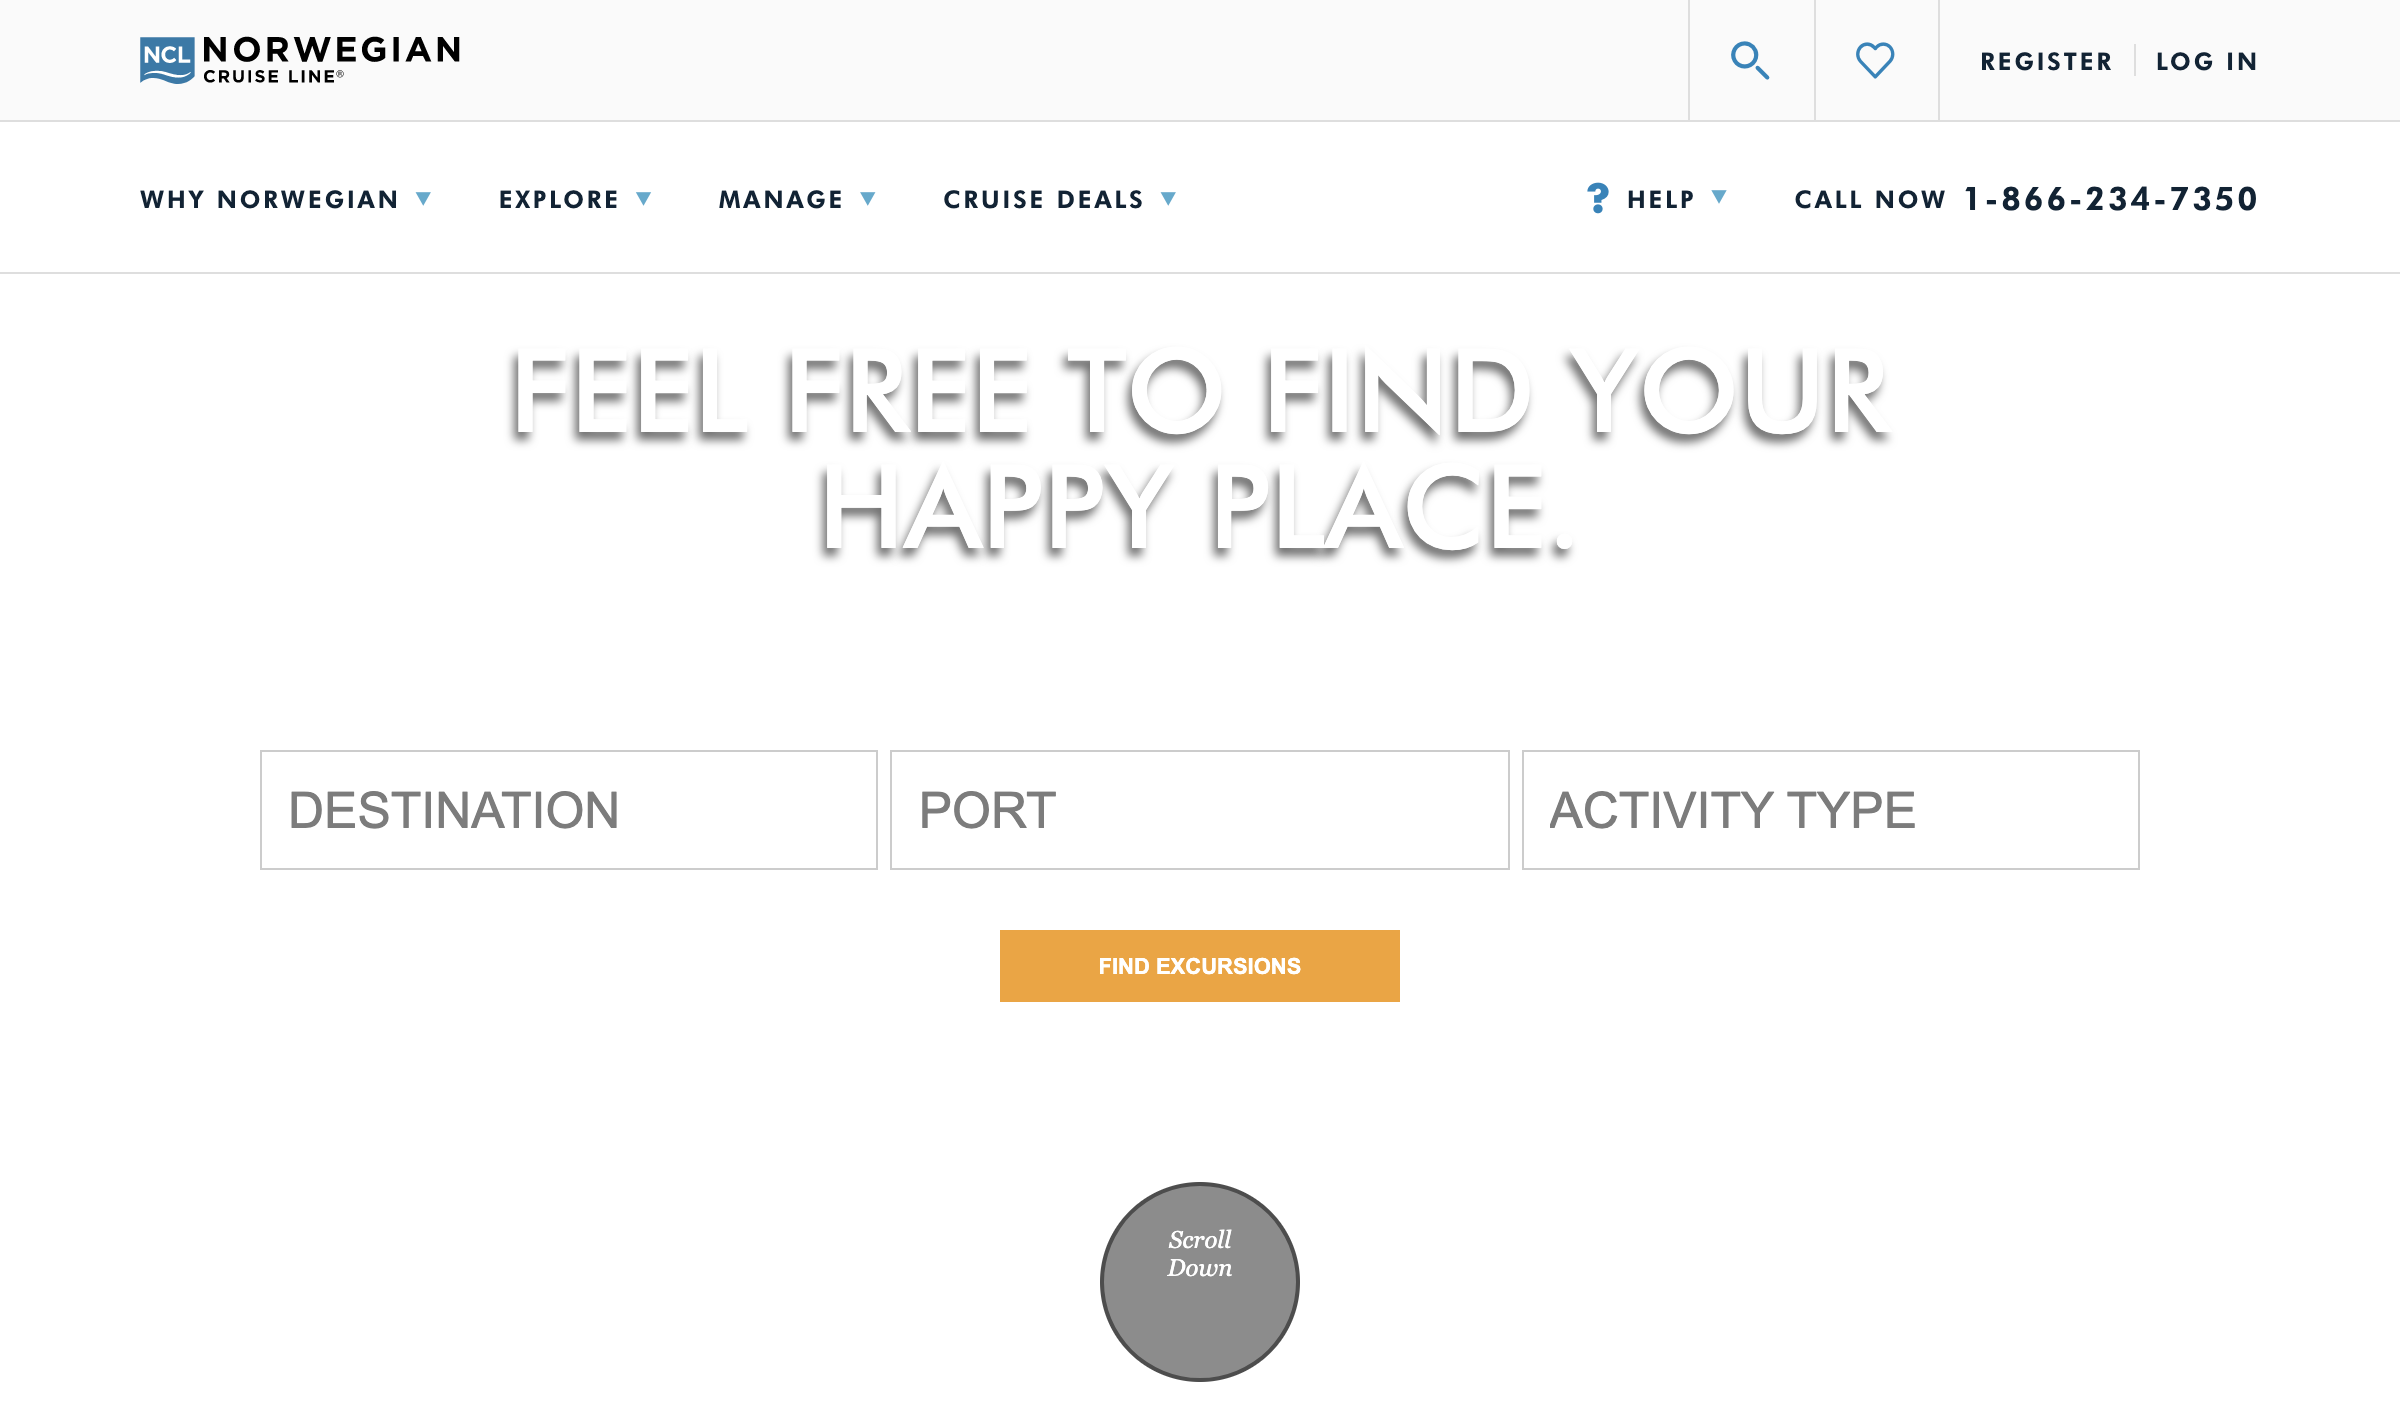 NCL NORWEGIAN
CRUISE LINE®
REGISTER
LOG IN
WHY NORWEGIAN
EXPLORE
MANAGE
CRUISE DEALS
? HELP
CALL NOW 1-866-234-7350
FEEL FREE TO FIND YOUR
HAPPY PLACE.
DESTINATION
PORT
ACTIVITY TYPE
FIND EXCURSIONS
Scroll
Down